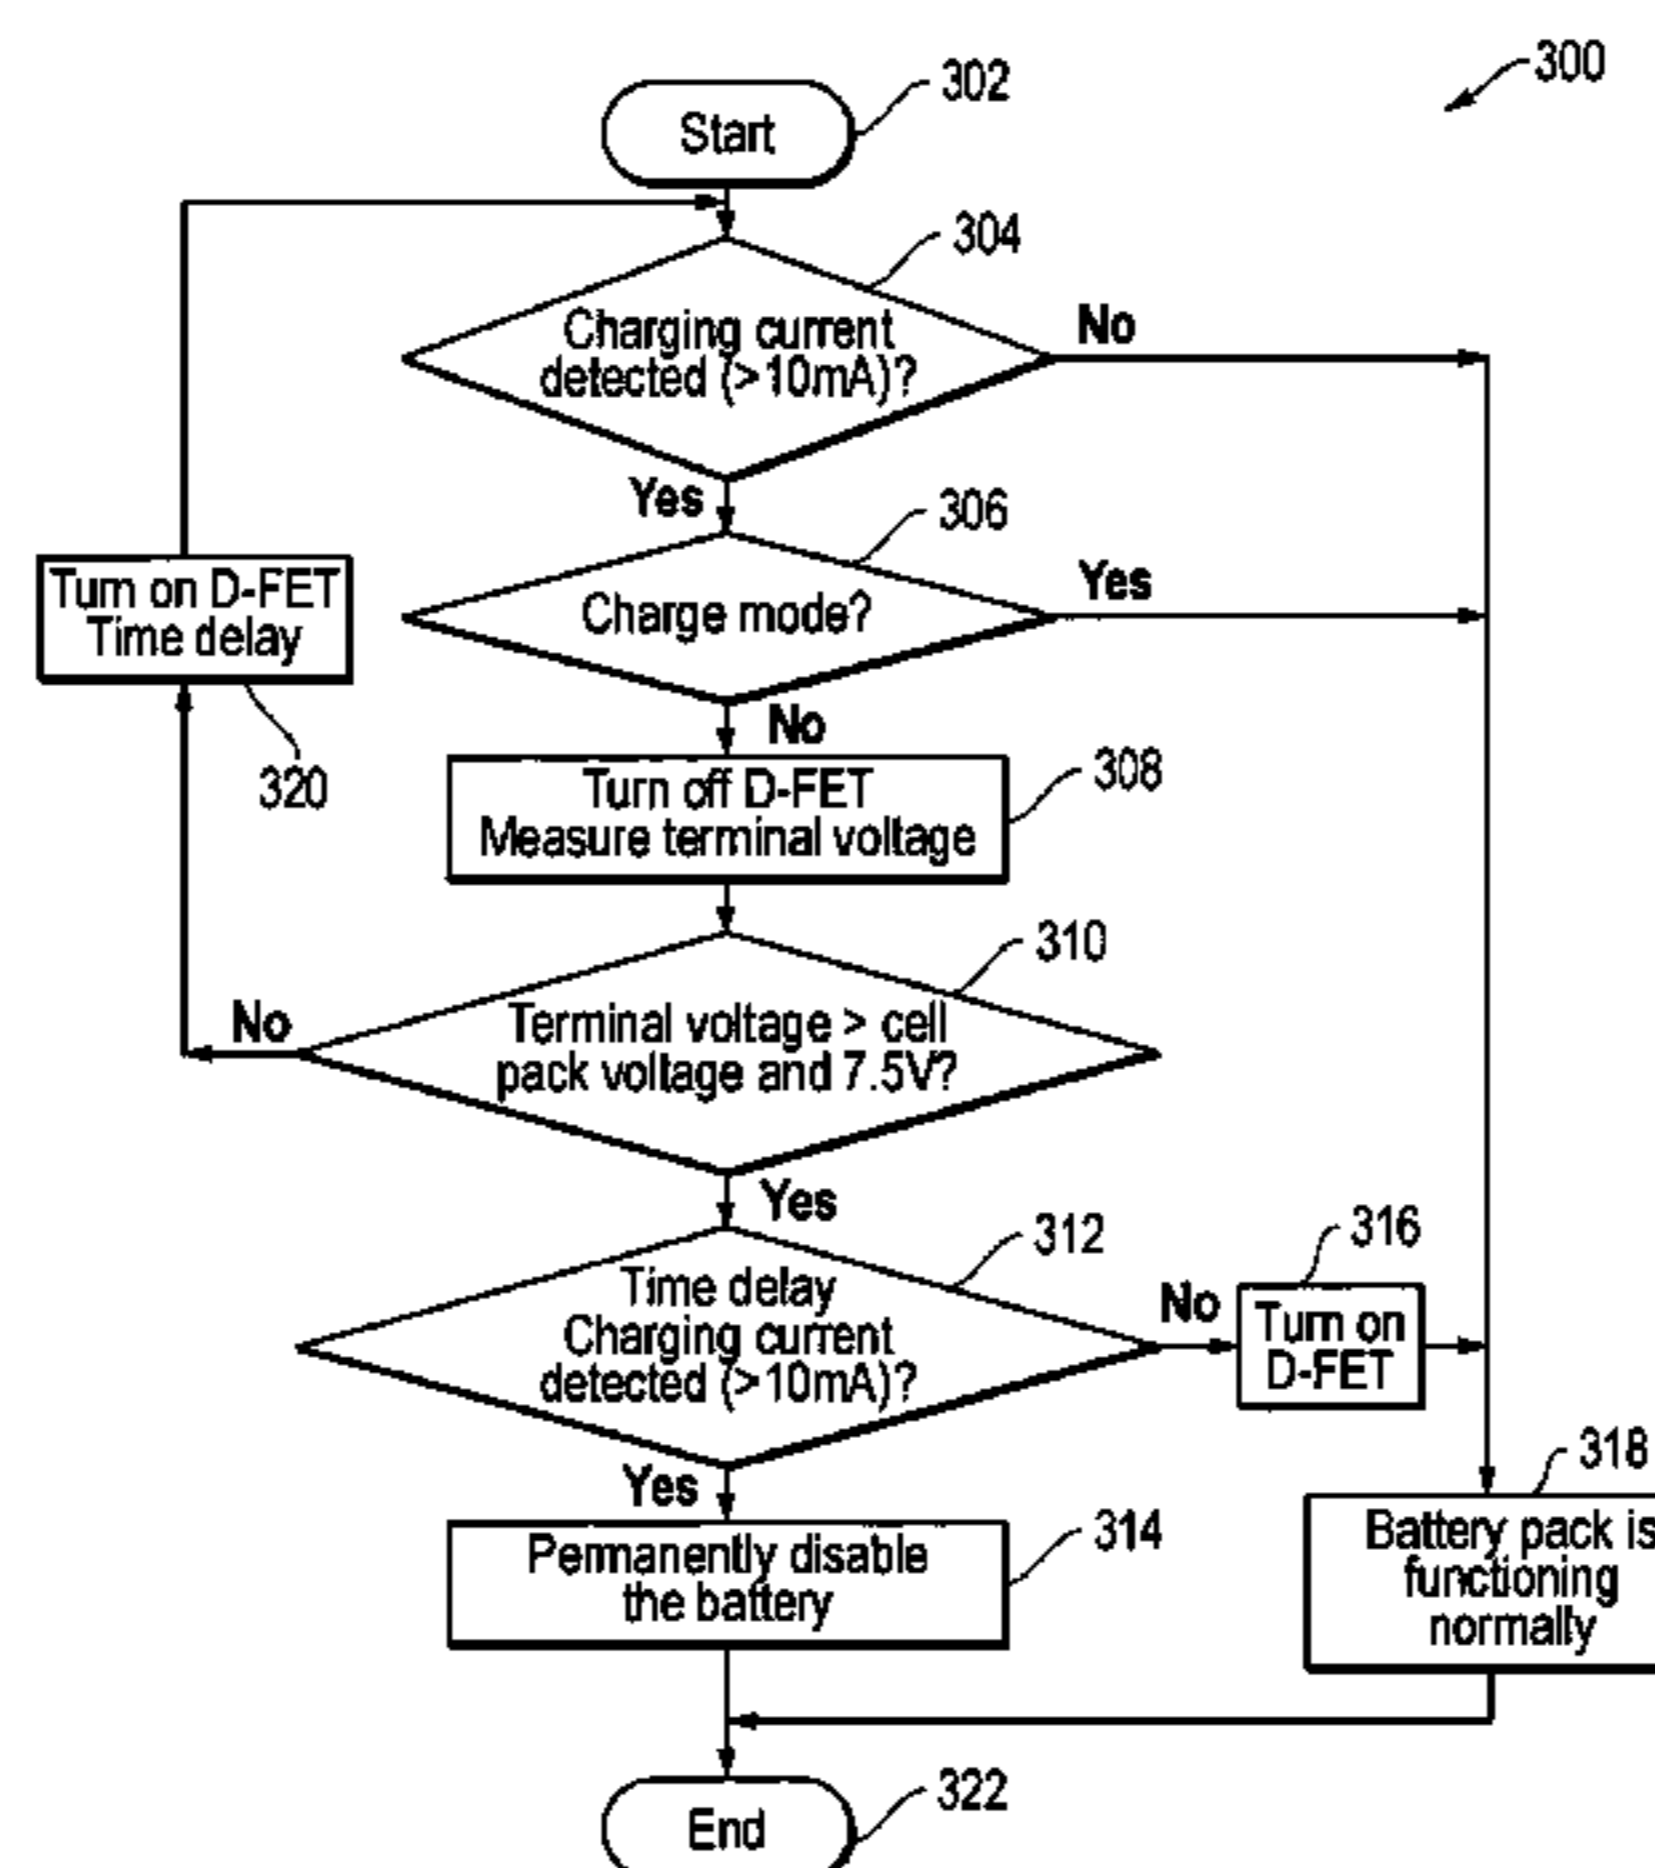 300
302
Start
304
Charging current
detected (>10mA)?
No
Yes
306
Charge mode?
Yes
Turn on D-FET
Time delay
320
No
308
Turn off D-FET
Measure terminal voltage
310
Terminal voltage > cell
pack voltage and 7.5V?
No
Yes
312
Time delay
Charging current
detected (>10mA)?
No
316
Turn on
D-FET
Yes
314
Permanently disable
the battery
318
Battery pack is
functioning
normally
322
End